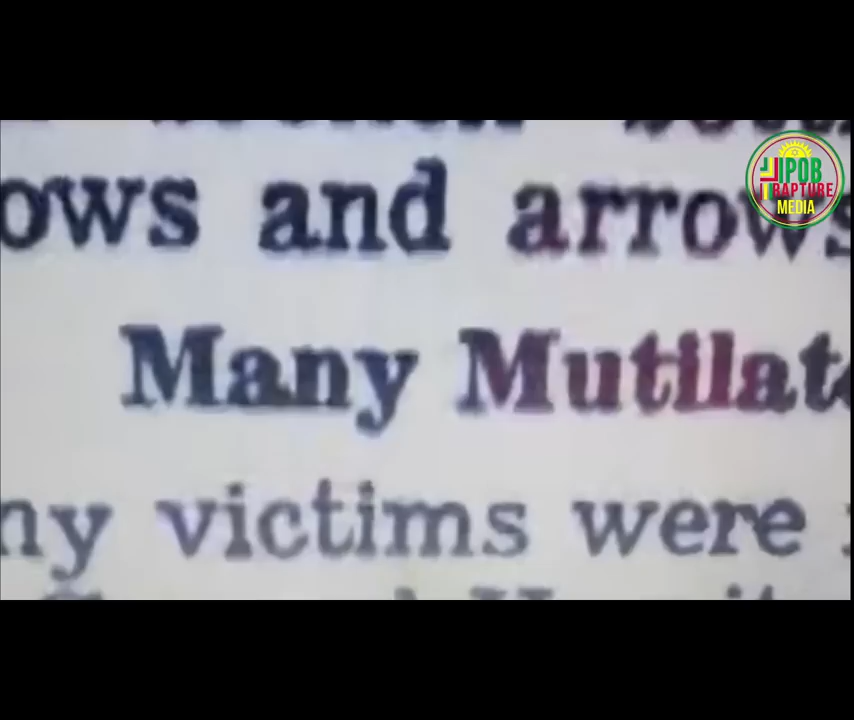 ows and arrows
Many Mutilat
ny victims were
IPOB
RAPTURE
MEDIA